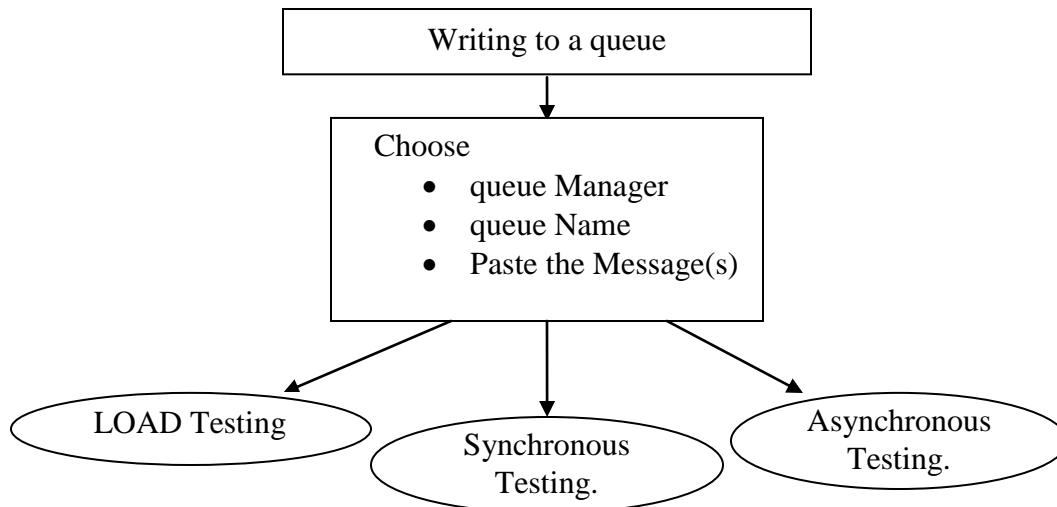 Writing to a queue
Choose
• queue Manager
• queue Name
• Paste the Message(s)
LOAD Testing
Synchronous
Testing.
Asynchronous
Testing.